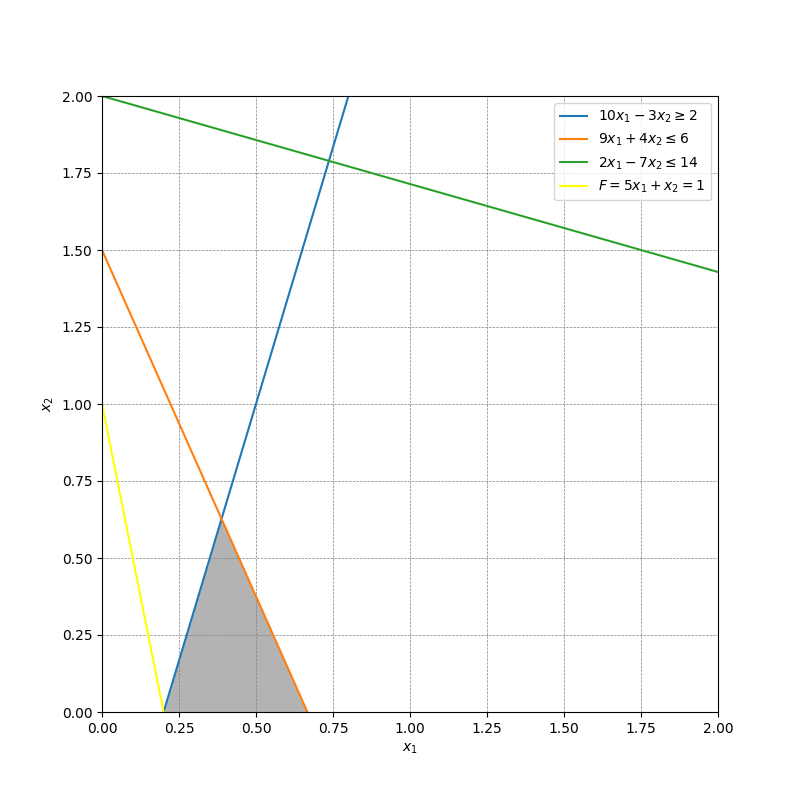 10x₁ − 3x₂ ≥ 2
9x₁ + 4x₂ ≤ 6
2x₁ − 7x₂ ≤ 14
F = 5x₁ + x₂ = 1
2.00
1.75
1.50
1.25
1.00
0.75
0.50
0.25
0.00
x₂
0.00 0.25 0.50 0.75 1.00 1.25 1.50 1.75 2.00
x₁